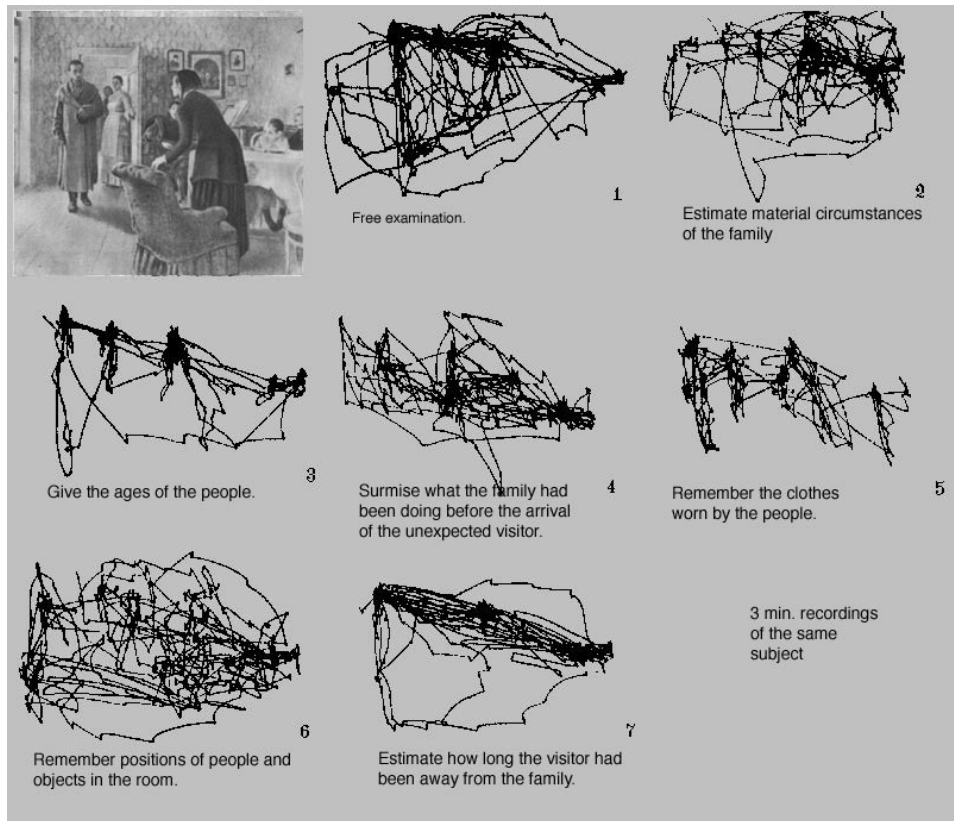 1
Free examination.
2
Estimate material circumstances
of the family
3
Give the ages of the people.
4
Surmise what the family had
been doing before the arrival
of the unexpected visitor.
5
Remember the clothes
worn by the people.
6
Remember positions of people and
objects in the room.
7
Estimate how long the visitor had
been away from the family.
3 min. recordings
of the same
subject